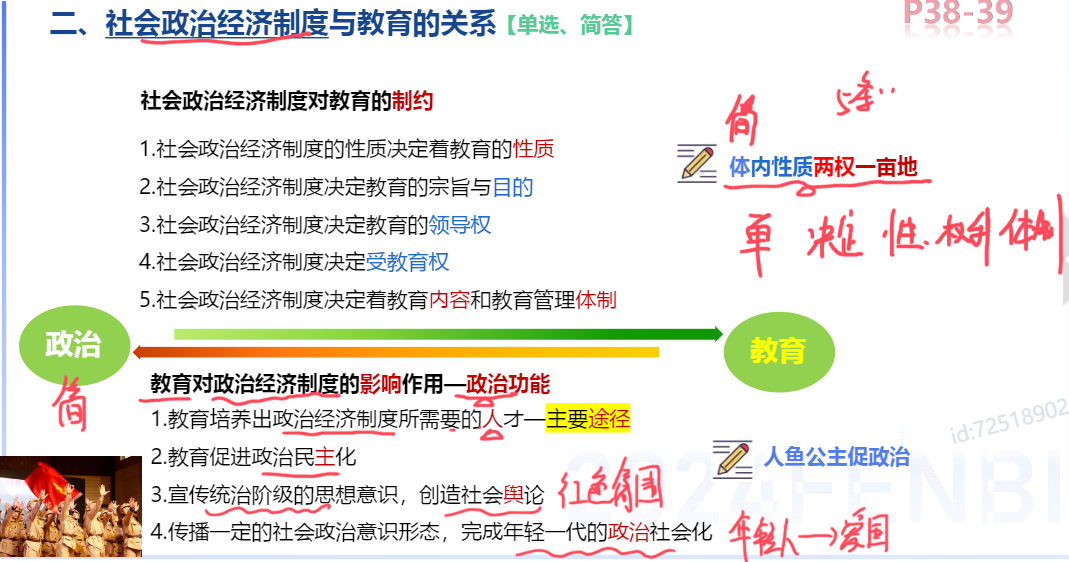 二、社会政治经济制度与教育的关系【单选、简答】
P38-39
社会政治经济制度对教育的制约
简
5条..
1.社会政治经济制度的性质决定着教育的性质
体内性质两权一亩地
2.社会政治经济制度决定教育的宗旨与目的
3.社会政治经济制度决定教育的领导权
单 决定 性 权利 体制
4.社会政治经济制度决定受教育权
5.社会政治经济制度决定着教育内容和教育管理体制
政治
教育
教育对政治经济制度的影响作用—政治功能
简
1.教育培养出政治经济制度所需要的人才—主要途径
2.教育促进政治民主化
人鱼公主促政治
3.宣传统治阶级的思想意识，创造社会舆论
红色育国
4.传播一定的社会政治意识形态，完成年轻一代的政治社会化
年轻人→爱国
id:72518902
2024FENBI